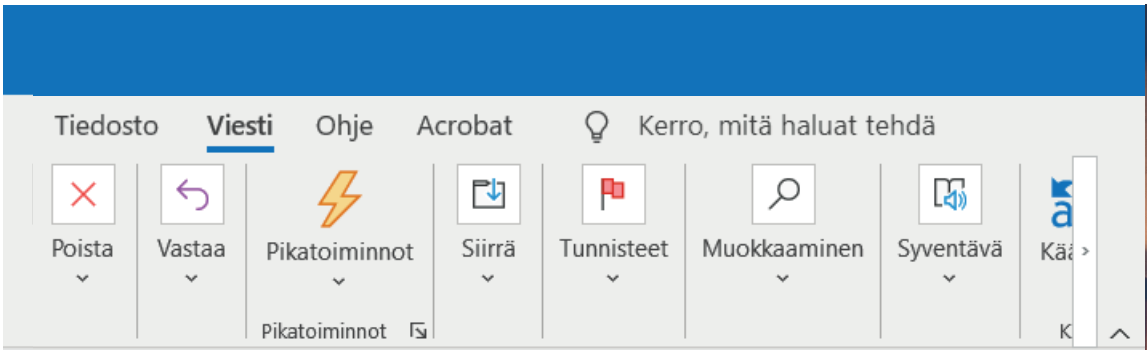 Tiedosto Viesti Ohje Acrobat Kerro, mitä haluat tehdä
Poista Vastaa Pikatoiminnot Siirrä Tunnisteet Muokkaaminen Syventävä
Pikatoiminnot